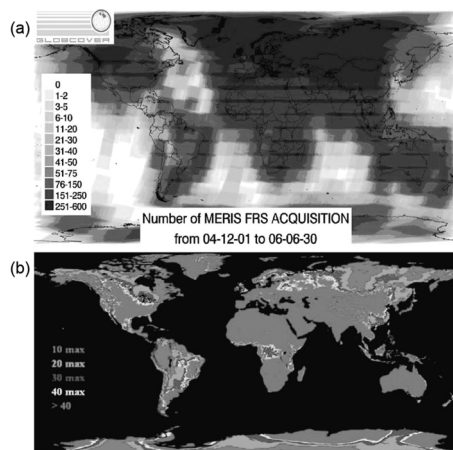 (a)
GLOBCOVER
0
1-2
3-5
6-10
11-20
21-30
31-40
41-50
51-75
76-150
151-250
251-600
Number of MERIS FRS ACQUISITION
from 04-12-01 to 06-06-30
(b)
10 max
20 max
30 max
40 max
> 40